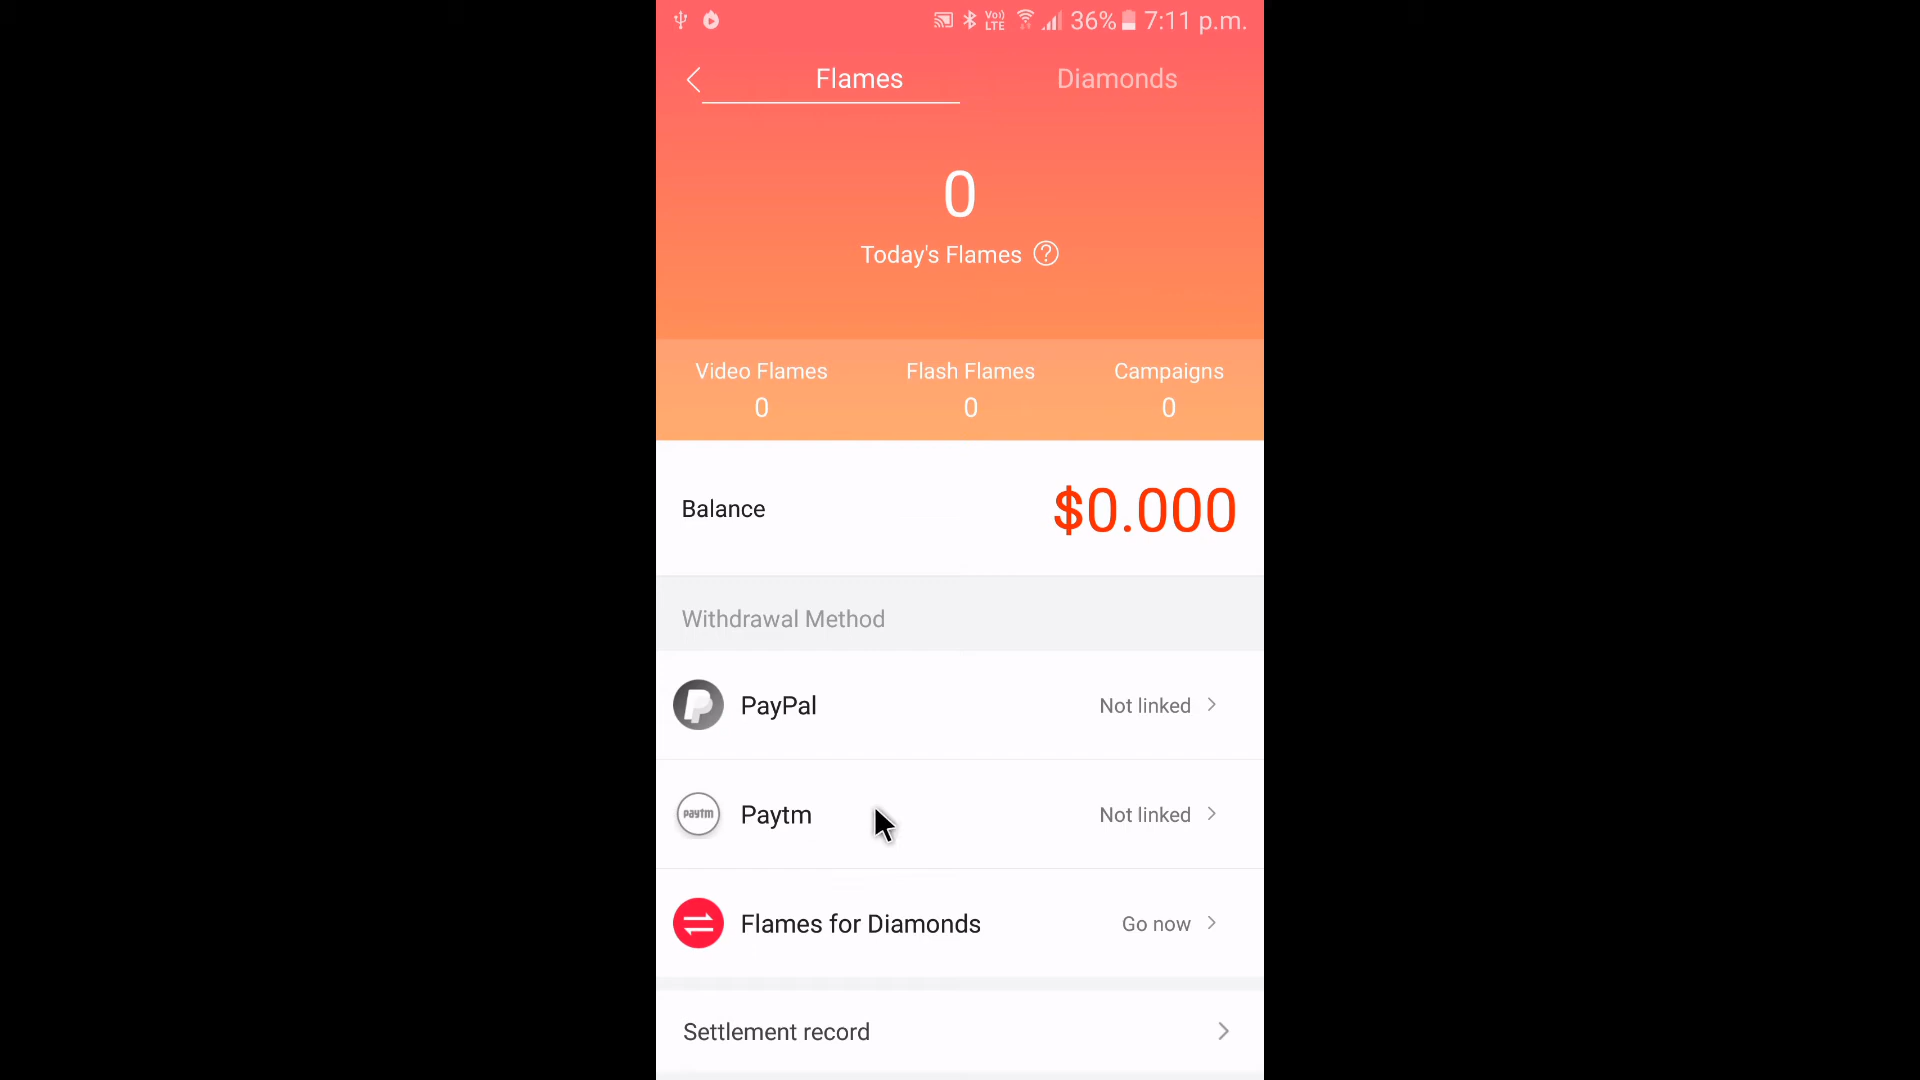 36% 7:11 p.m.
Flames Diamonds
0
Today's Flames ?
Video Flames Flash Flames Campaigns
0 0 0
Balance $0.000
Withdrawal Method
PayPal Not linked
paytm Paytm Not linked
Flames for Diamonds Go now
Settlement record